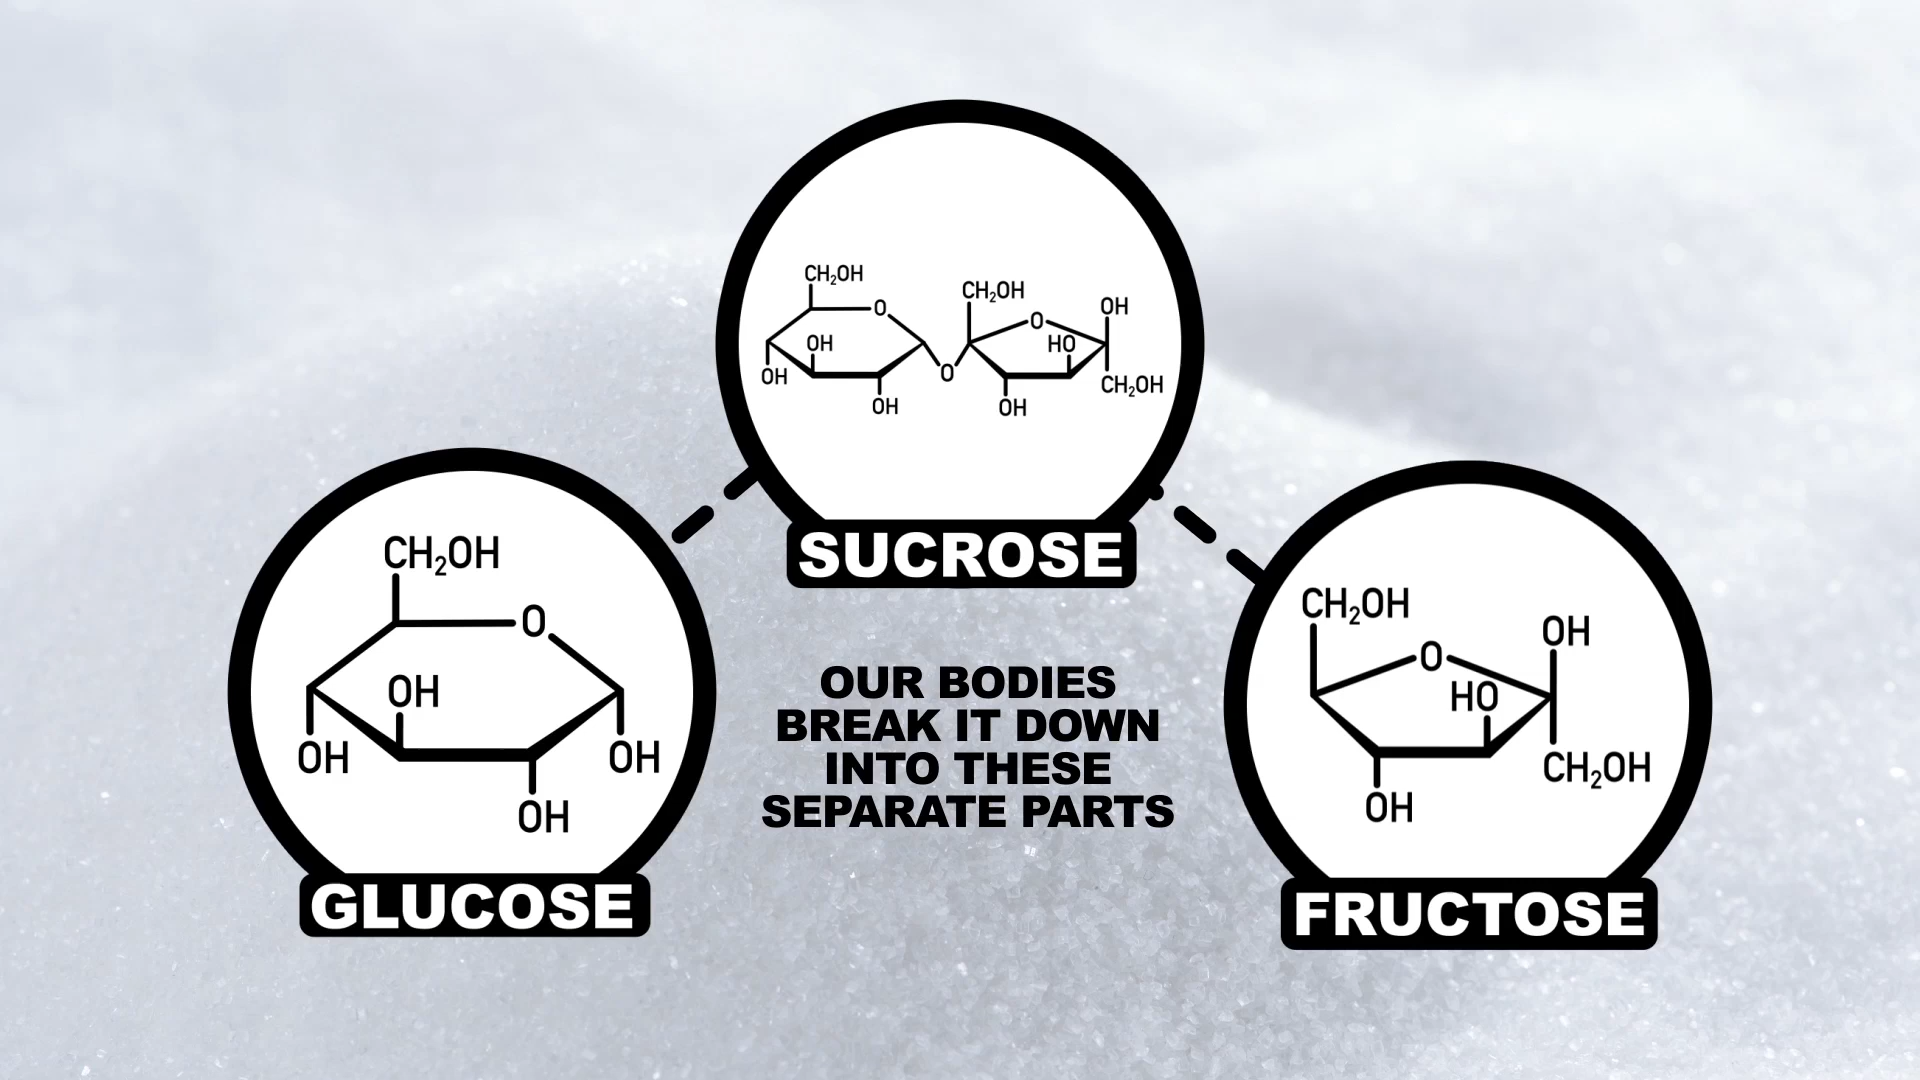 CH₂OH
O
OH
OH
OH
O
CH₂OH
O
OH
HO
OH
CH₂OH
SUCROSE
CH₂OH
O
OH
OH
OH
OH
GLUCOSE
OUR BODIES
BREAK IT DOWN
INTO THESE
SEPARATE PARTS
CH₂OH
O
OH
HO
CH₂OH
OH
FRUCTOSE